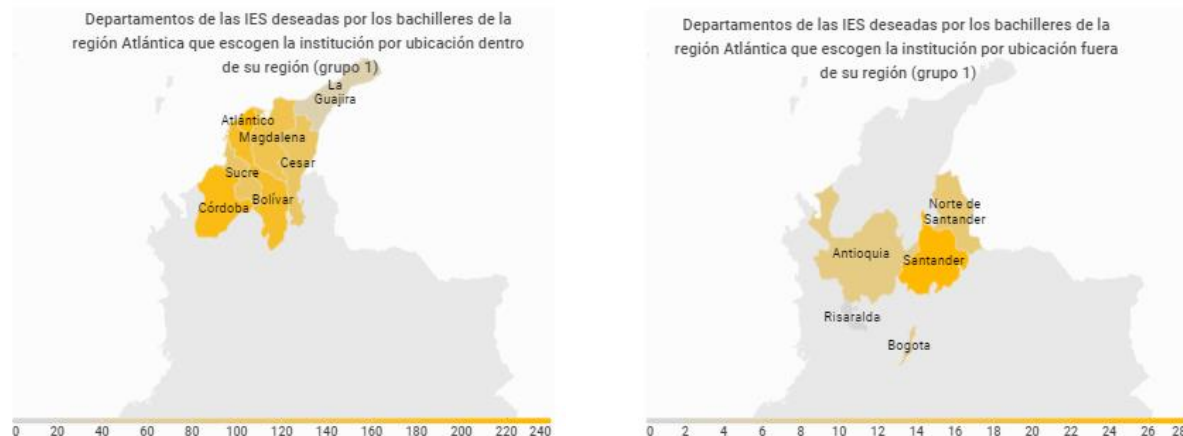 Departamentos de las IES deseadas por los bachilleres de la
región Atlántica que escogen la institución por ubicación dentro
de su región (grupo 1)
La
Guajira
Atlántico
Magdalena
Cesar
Sucre
Bolívar
Córdoba
0 20 40 60 80 100 120 140 160 180 200 220 240
Departamentos de las IES deseadas por los bachilleres de la
región Atlántica que escogen la institución por ubicación fuera
de su región (grupo 1)
Norte de
Santander
Antioquia
Santander
Risaralda
Bogota
0 2 4 6 8 10 12 14 16 18 20 22 24 26 28